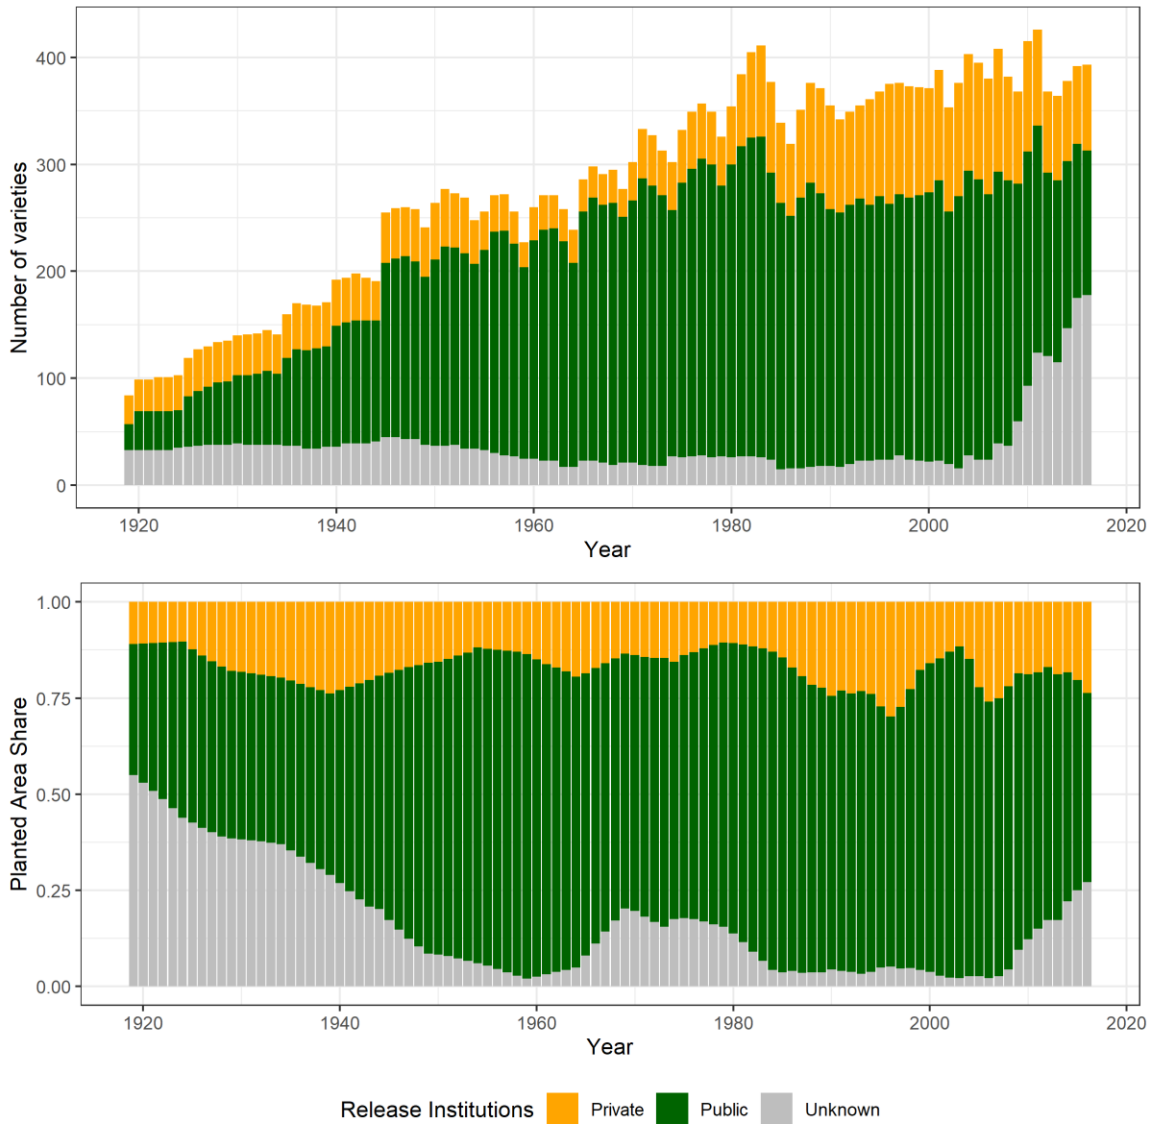 Number of varieties
400
300
200
100
0
1920 1940 1960 1980 2000 2020
Year
Planted Area Share
1.00
0.75
0.50
0.25
0.00
1920 1940 1960 1980 2000 2020
Year
Release Institutions Private Public Unknown